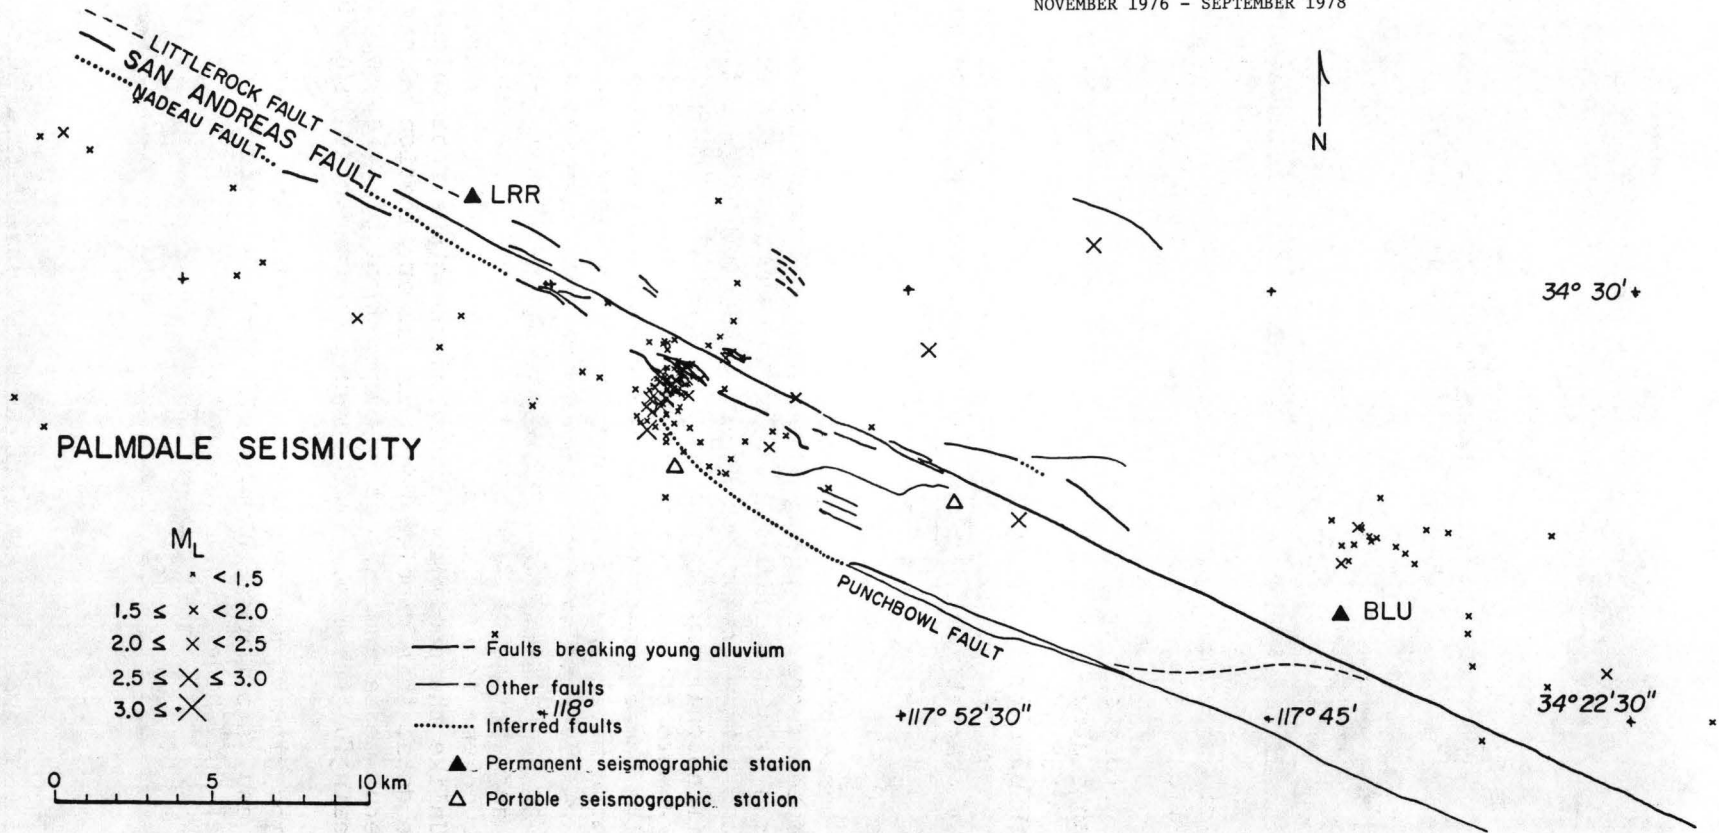 NOVEMBER 1976 - SEPTEMBER 1978
LITTLEROCK FAULT
SAN ANDREAS FAULT
NADEAU FAULT
LRR
N
34° 30'
PALMDALE SEISMICITY
M_L
< 1.5
1.5 ≤ × < 2.0
2.0 ≤ × < 2.5
2.5 ≤ × ≤ 3.0
3.0 ≤ ×
PUNCHBOWL FAULT
BLU
Faults breaking young alluvium
Other faults
118°
Inferred faults
Permanent seismographic station
Portable seismographic station
117° 52'30"
117° 45'
34° 22'30"
0 5 10 km